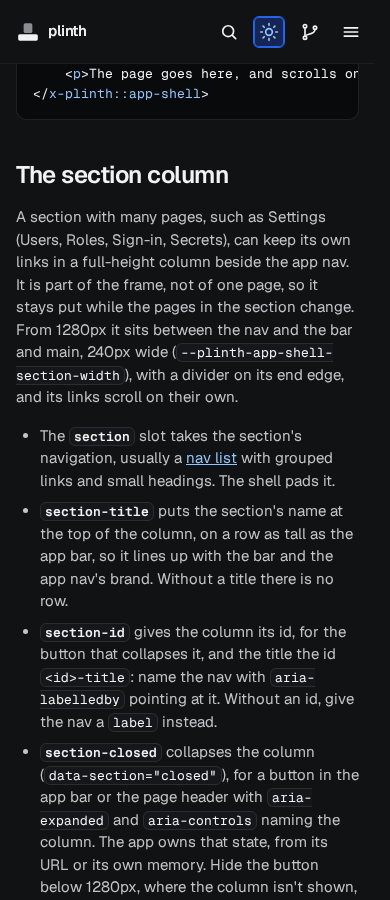 plinth
<p>The page goes here, and scrolls on
</x-plinth::app-shell>
The section column
A section with many pages, such as Settings
(Users, Roles, Sign-in, Secrets), can keep its own
links in a full-height column beside the app nav.
It is part of the frame, not of one page, so it
stays put while the pages in the section change.
From 1280px it sits between the nav and the bar
and main, 240px wide (--plinth-app-shell-
section-width), with a divider on its end edge,
and its links scroll on their own.
The section slot takes the section's
navigation, usually a nav list with grouped
links and small headings. The shell pads it.
section-title puts the section's name at
the top of the column, on a row as tall as the
app bar, so it lines up with the bar and the
app nav's brand. Without a title there is no
row.
section-id gives the column its id, for the
button that collapses it, and the title the id
<id>-title: name the nav with aria-
labelledby pointing at it. Without an id, give
the nav a label instead.
section-closed collapses the column
(data-section="closed"), for a button in the
app bar or the page header with aria-
expanded and aria-controls naming the
column. The app owns that state, from its
URL or its own memory. Hide the button
below 1280px, where the column isn't shown,